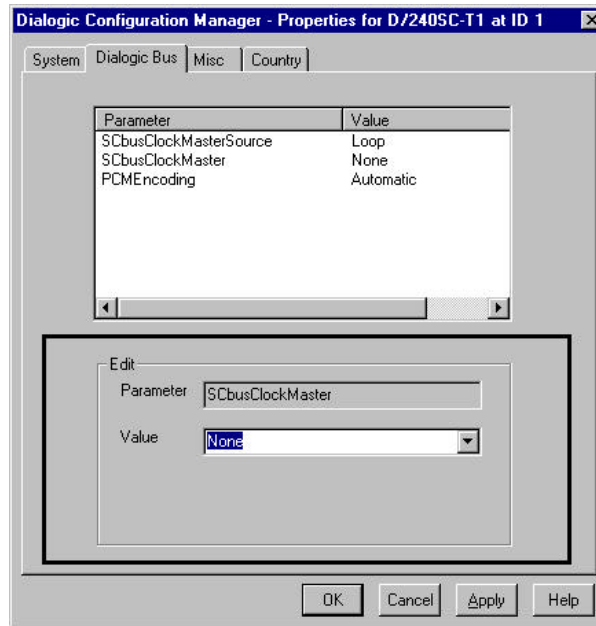 Dialogic Configuration Manager - Properties for D/240SC-T1 at ID 1
System Dialogic Bus Misc Country
Parameter Value
SCbusClockMasterSource Loop
SCbusClockMaster None
PCMEncoding Automatic
Edit
Parameter SCbusClockMaster
Value None
OK Cancel Apply Help